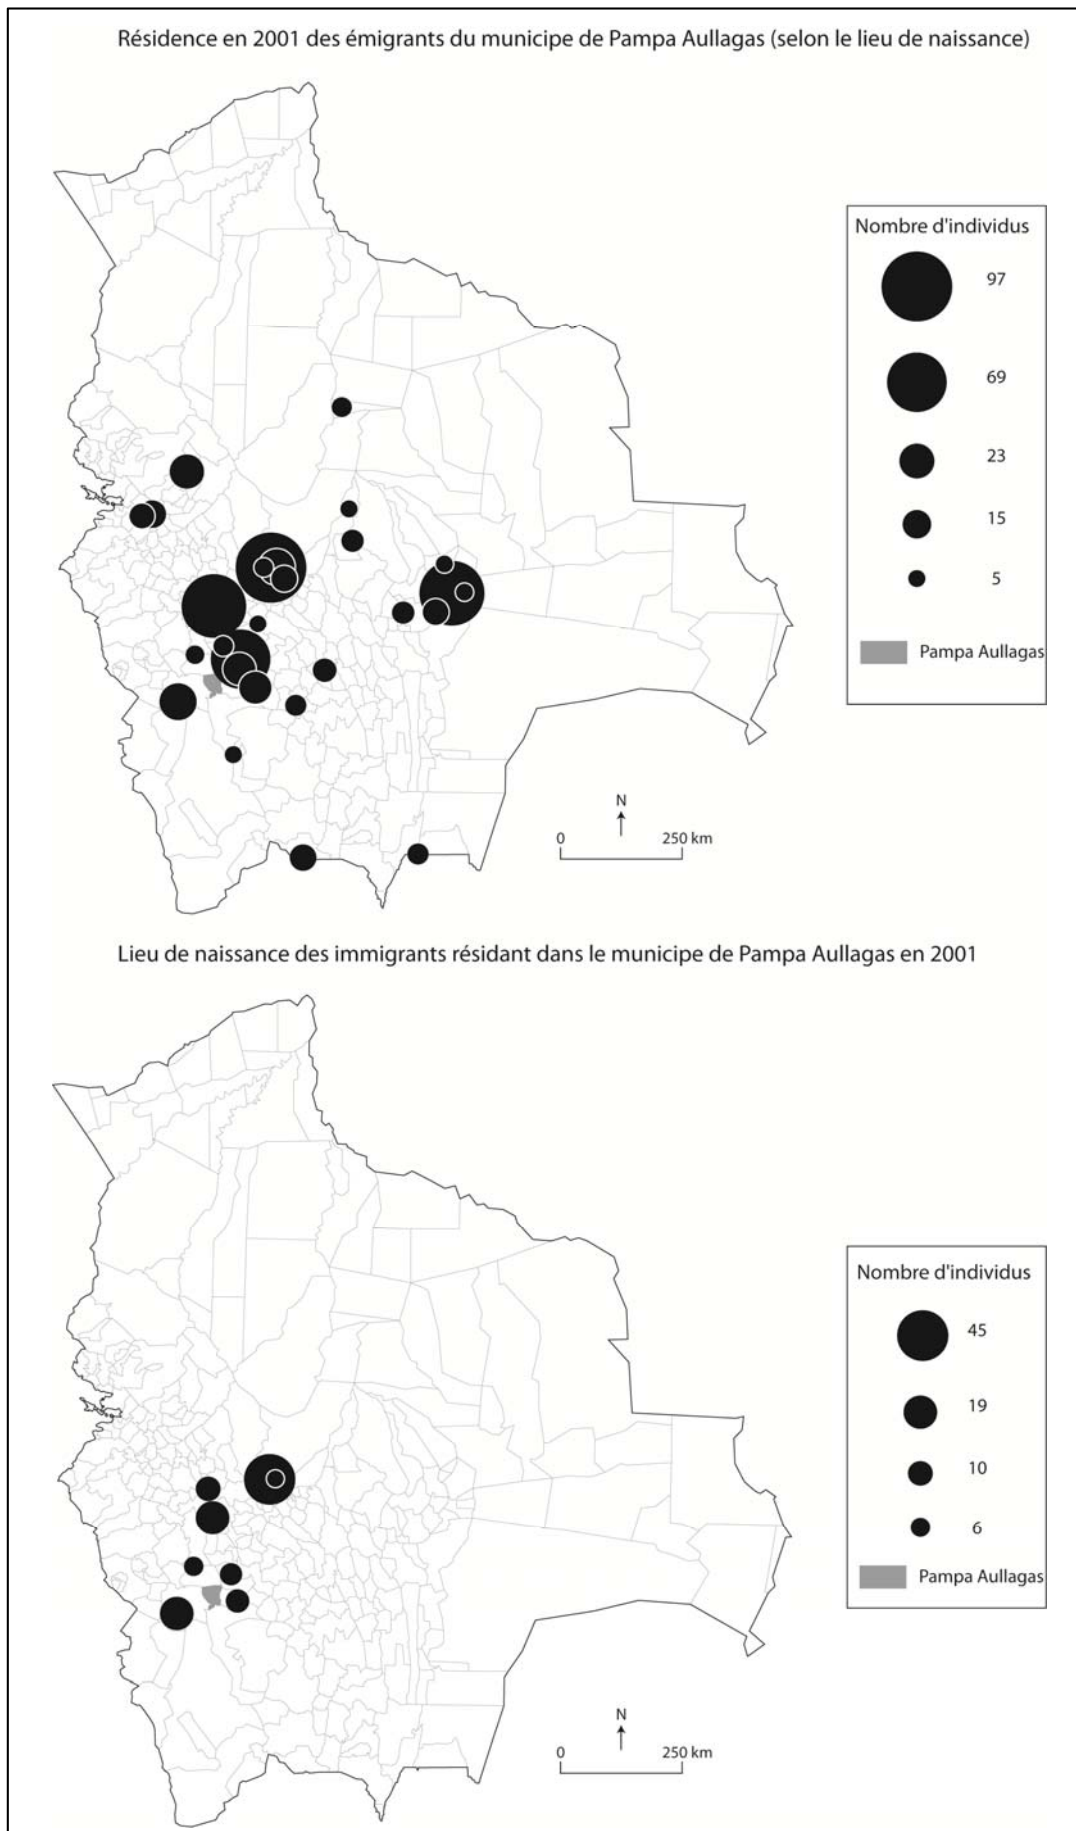 Résidence en 2001 des émigrants du municipe de Pampa Aullagas (selon le lieu de naissance)
Nombre d'individus
97
69
23
15
5
Pampa Aullagas
N
0 250 km
Lieu de naissance des immigrants résidant dans le municipe de Pampa Aullagas en 2001
Nombre d'individus
45
19
10
6
Pampa Aullagas
N
0 250 km